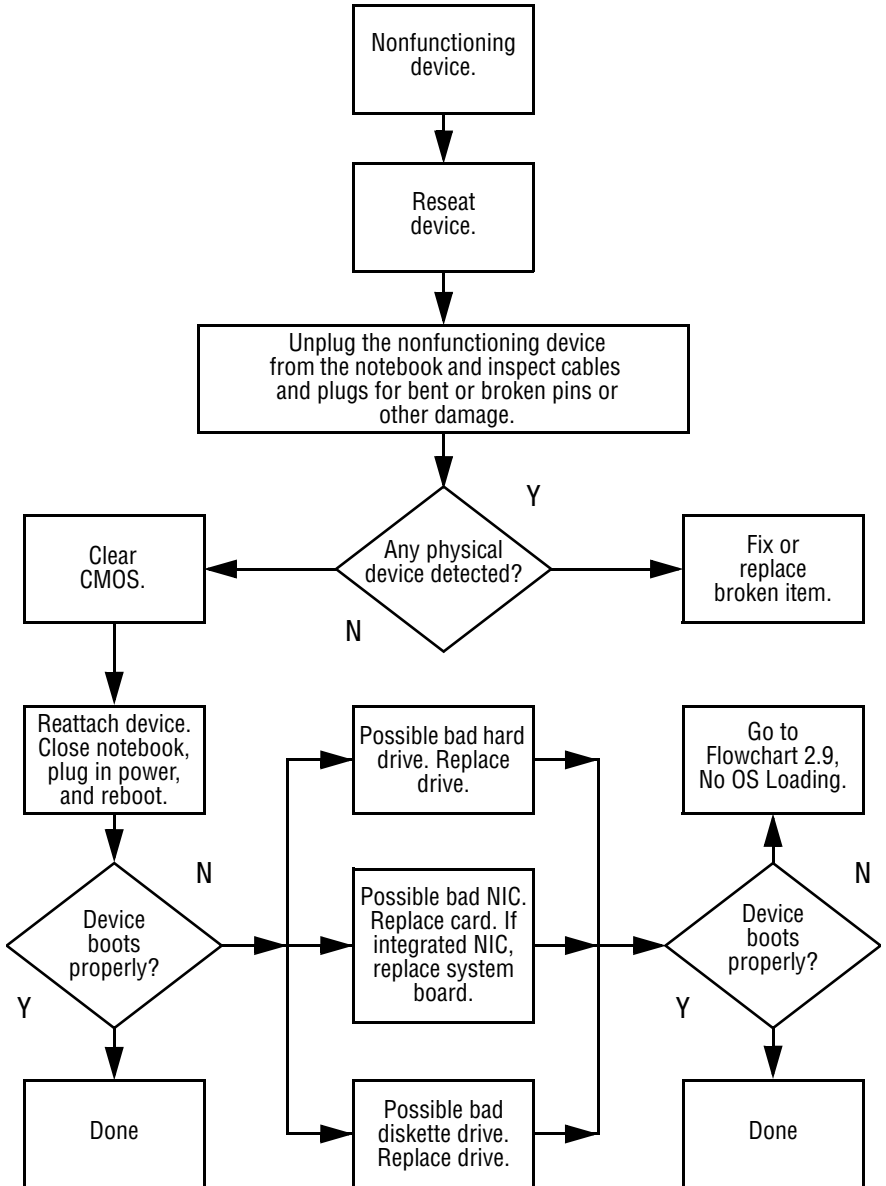 Nonfunctioning
device.
Reseat
device.
Unplug the nonfunctioning device
from the notebook and inspect cables
and plugs for bent or broken pins or
other damage.
Y
Any physical
device detected?
N
Clear
CMOS.
Fix or
replace
broken item.
Reattach device.
Close notebook,
plug in power,
and reboot.
Possible bad hard
drive. Replace
drive.
Go to
Flowchart 2.9,
No OS Loading.
N
Device
boots
properly?
Y
Possible bad NIC.
Replace card. If
integrated NIC,
replace system
board.
N
Device
boots
properly?
Y
Done
Possible bad
diskette drive.
Replace drive.
Done